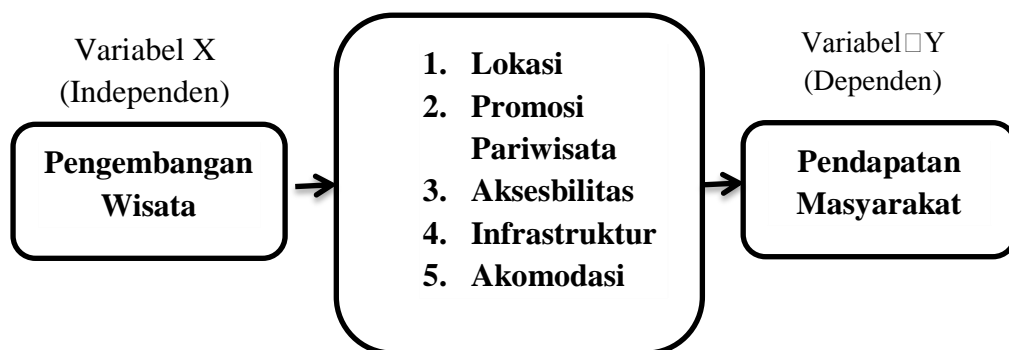 Variabel X
(Independen)
Pengembangan
Wisata
1. Lokasi
2. Promosi
Pariwisata
3. Aksesbilitas
4. Infrastruktur
5. Akomodasi
Variabel□Y
(Dependen)
Pendapatan
Masyarakat